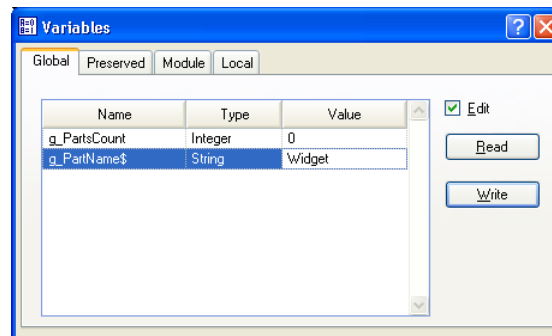 Variables
Global Preserved Module Local
Name Type Value
g_PartsCount Integer 0
g_PartName$ String Widget
Edit
Read
Write